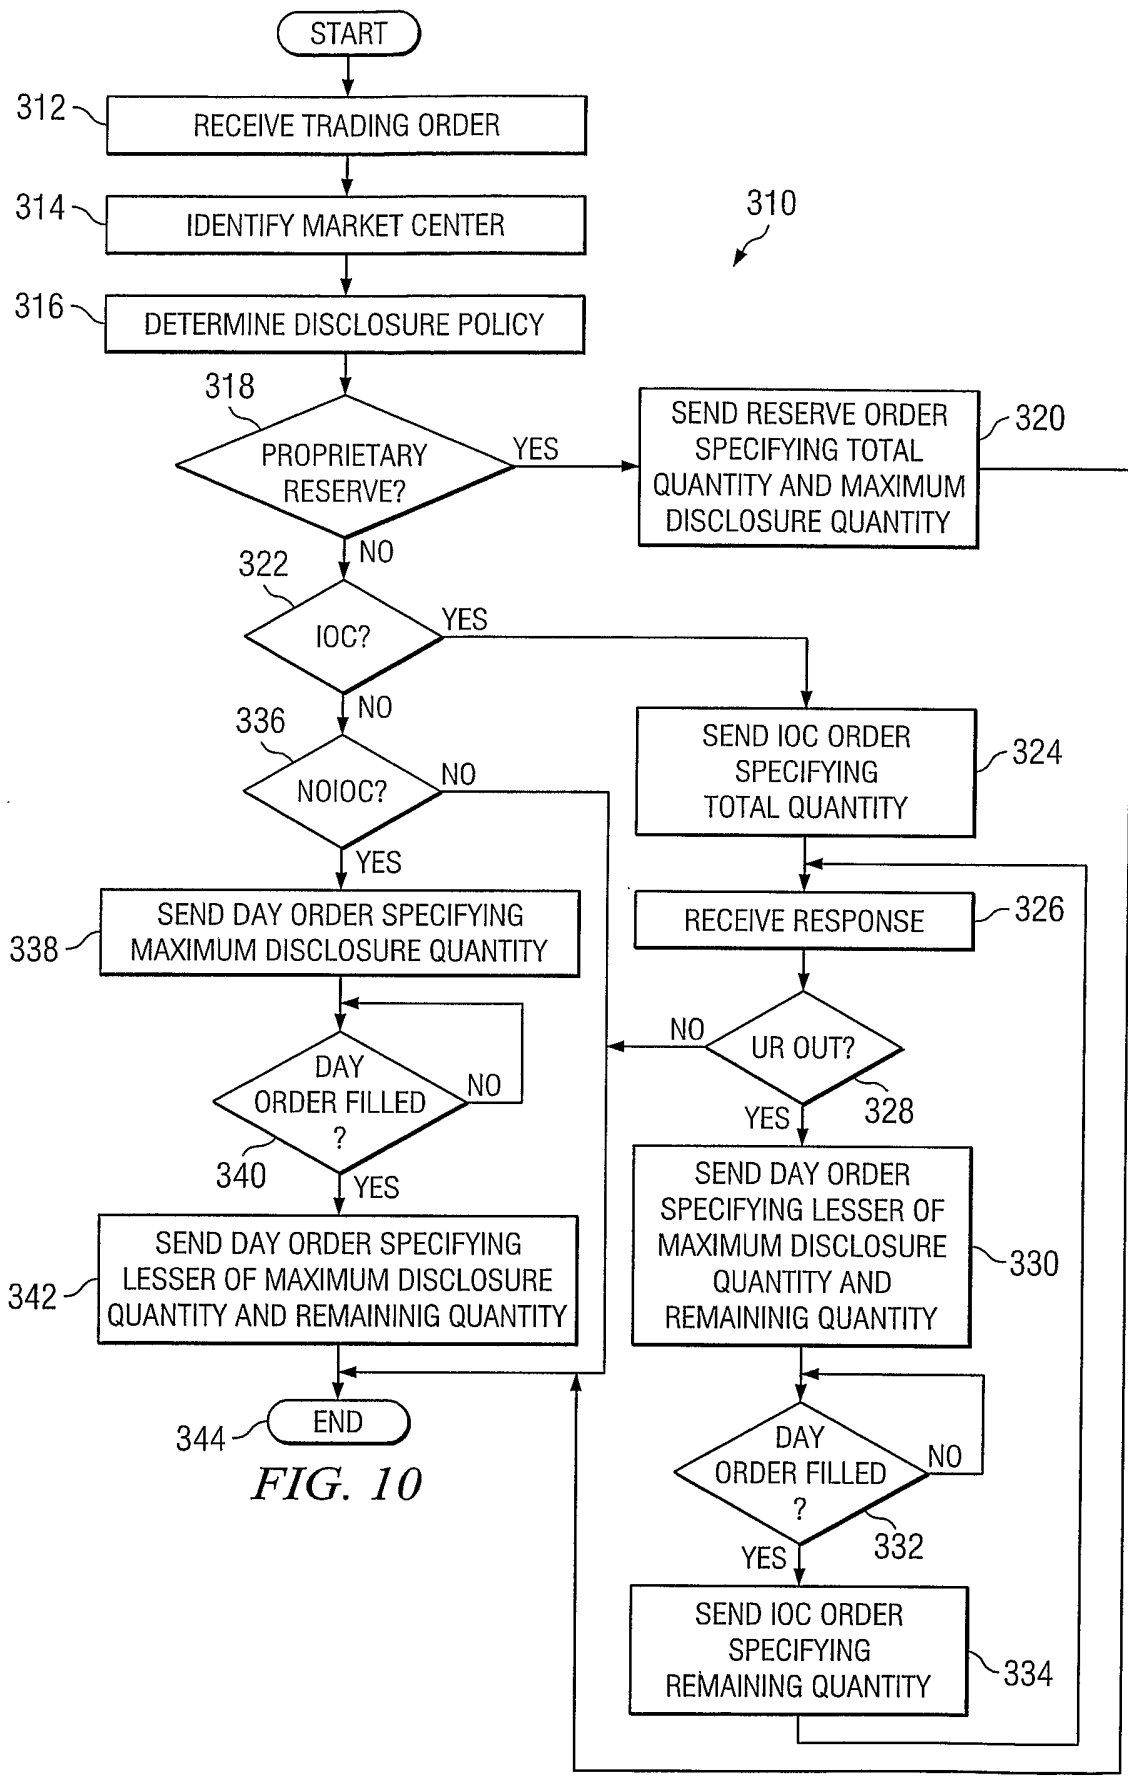 START
312
RECEIVE TRADING ORDER
314
IDENTIFY MARKET CENTER
310
316
DETERMINE DISCLOSURE POLICY
318
PROPRIETARY
RESERVE?
YES
NO
SEND RESERVE ORDER
SPECIFYING TOTAL
QUANTITY AND MAXIMUM
DISCLOSURE QUANTITY
320
322
IOC?
YES
NO
336
NOIOC?
NO
YES
SEND IOC ORDER
SPECIFYING
TOTAL QUANTITY
324
RECEIVE RESPONSE
326
338
SEND DAY ORDER SPECIFYING
MAXIMUM DISCLOSURE QUANTITY
UR OUT?
NO
328
YES
DAY
ORDER FILLED
?
NO
340
YES
SEND DAY ORDER
SPECIFYING LESSER OF
MAXIMUM DISCLOSURE
QUANTITY AND
REMAINIG QUANTITY
330
342
SEND DAY ORDER SPECIFYING
LESSER OF MAXIMUM DISCLOSURE
QUANTITY AND REMAINING QUANTITY
344
END
FIG. 10
DAY
ORDER FILLED
?
NO
332
YES
SEND IOC ORDER
SPECIFYING
REMAINING QUANTITY
334